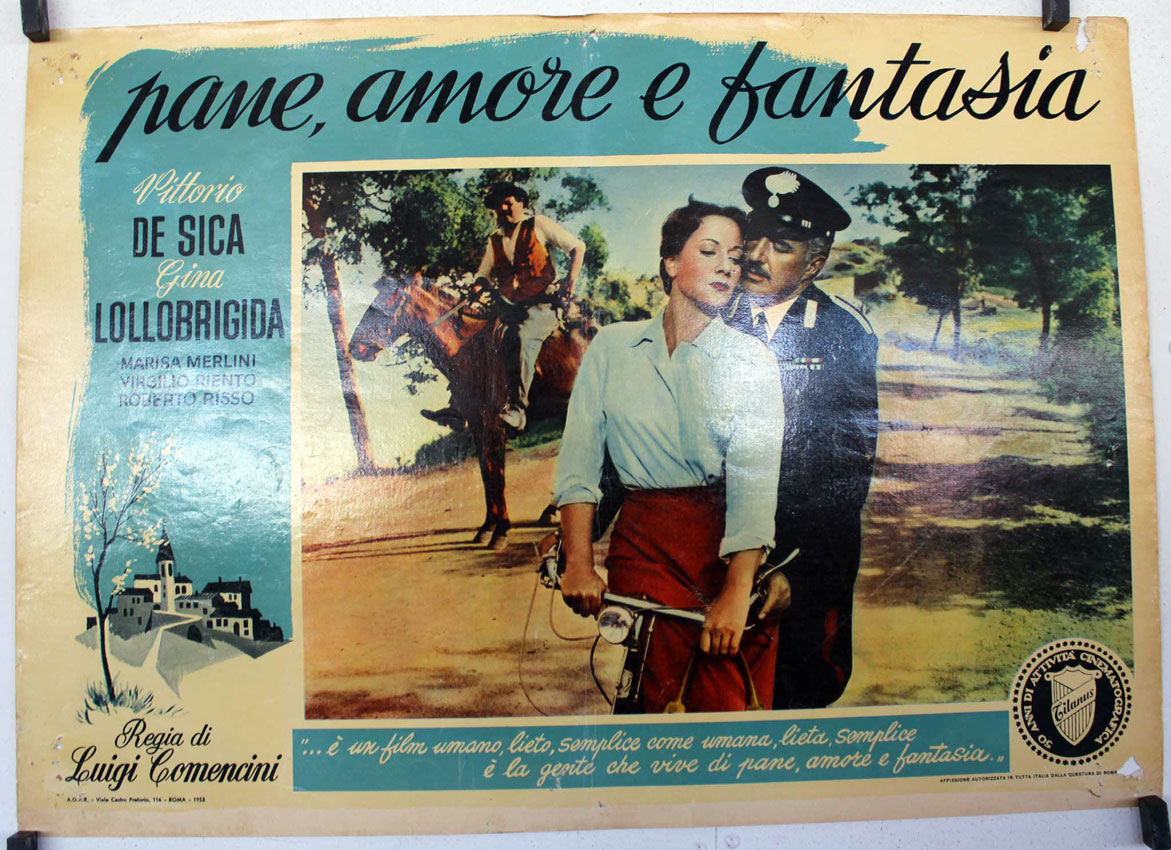 pane, amore e fantasia
Vittorio
DE SICA
Gina
LOLLOBRIGIDA
MARISA MERLINI
VIRGILIO RIENTO
ROBERTO RISSO
Regia di
Luigi Comencini
"... è un film umano, lieto, semplice come umana, lieta, semplice
è la gente che vive di pane, amore e fantasia..."
50 ANNI DI ATTIVITÀ CINEMATOGRAFICA
Titanus
AFFISSIONE AUTORIZZATA IN TUTTA ITALIA DALLA QUESTURA DI ROMA
A.G.A.R. - Viale Castro Pretorio, 116 - ROMA - 1953